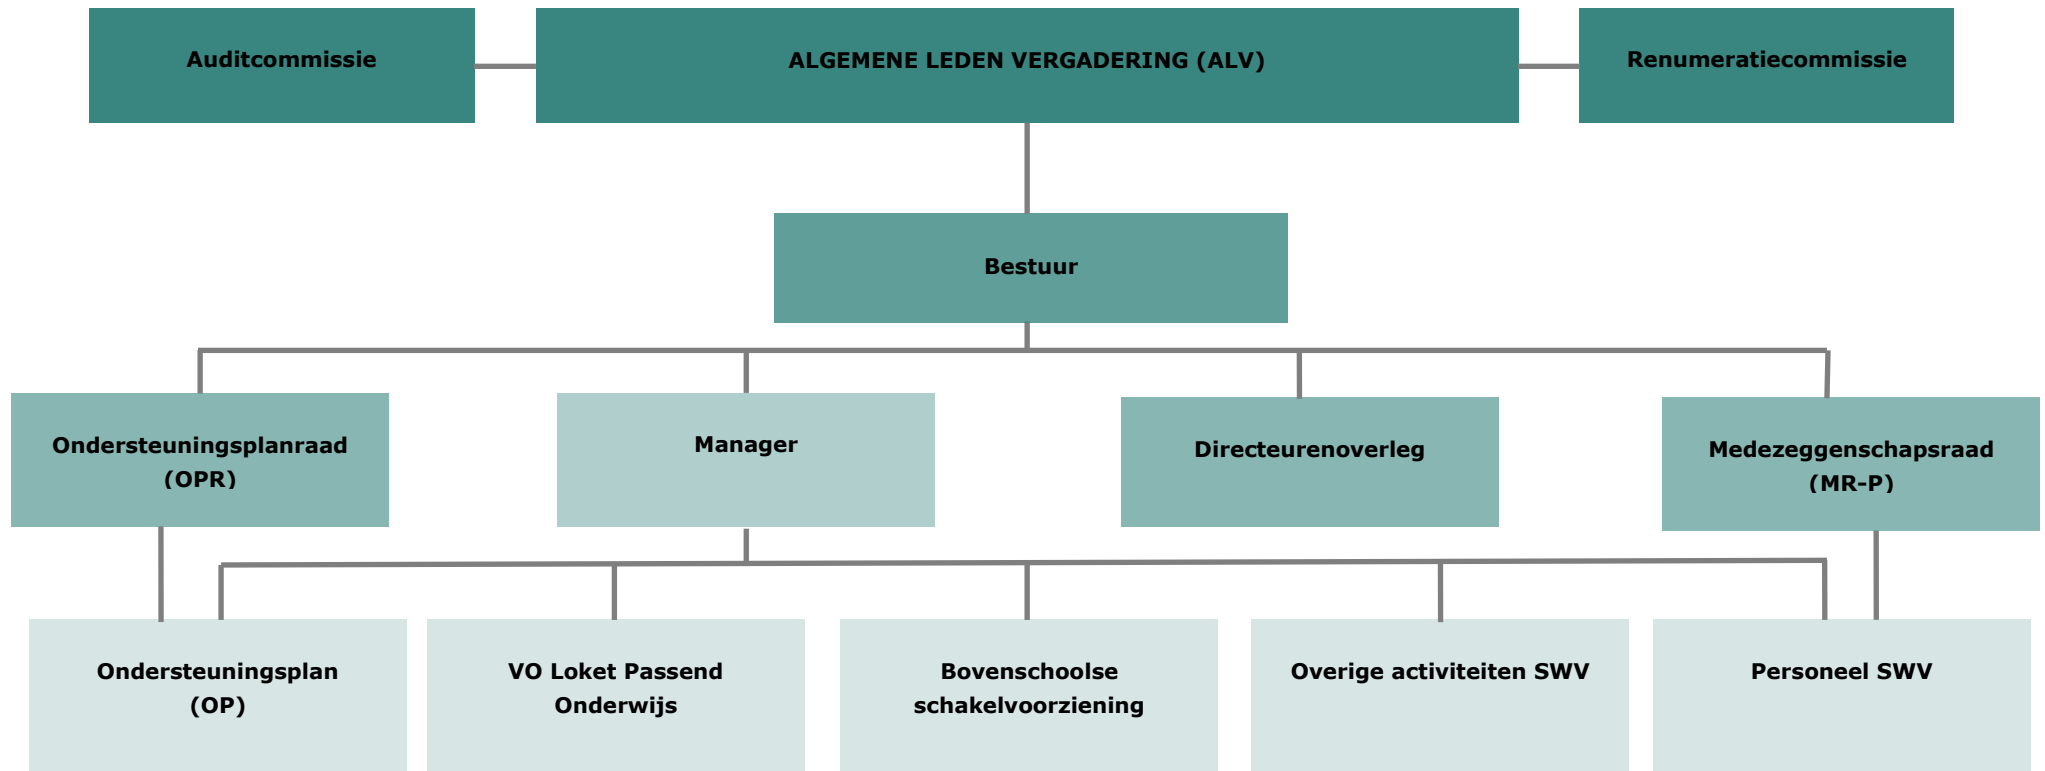 Auditcommissie
ALGEMENE LEDEN VERGADERING (ALV)
Renumeratiecommissie
Bestuur
Ondersteuningsplanraad
(OPR)
Manager
Directeurenoverleg
Medezeggenschapsraad
(MR-P)
Ondersteuningsplan
(OP)
VO Loket Passend
Onderwijs
Bovenschoolse
schakelvoorziening
Overige activiteiten SWV
Personeel SWV